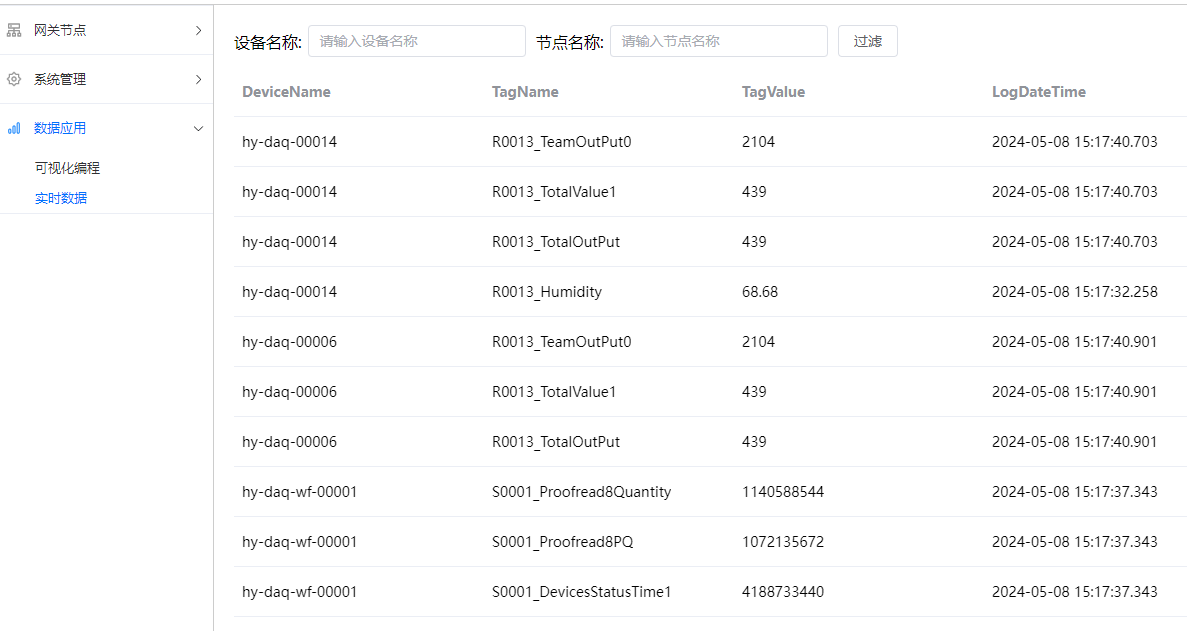 网关节点
系统管理
数据应用
可视化编程
实时数据
设备名称: 请输入设备名称 节点名称: 请输入节点名称 过滤
DeviceName TagName TagValue LogDateTime
hy-daq-00014 R0013_TeamOutPut0 2104 2024-05-08 15:17:40.703
hy-daq-00014 R0013_TotalValue1 439 2024-05-08 15:17:40.703
hy-daq-00014 R0013_TotalOutPut 439 2024-05-08 15:17:40.703
hy-daq-00014 R0013_Humidity 68.68 2024-05-08 15:17:32.258
hy-daq-00006 R0013_TeamOutPut0 2104 2024-05-08 15:17:40.901
hy-daq-00006 R0013_TotalValue1 439 2024-05-08 15:17:40.901
hy-daq-00006 R0013_TotalOutPut 439 2024-05-08 15:17:40.901
hy-daq-wf-00001 S0001_Proofread8Quantity 1140588544 2024-05-08 15:17:37.343
hy-daq-wf-00001 S0001_Proofread8PQ 1072135672 2024-05-08 15:17:37.343
hy-daq-wf-00001 S0001_DevicesStatusTime1 4188733440 2024-05-08 15:17:37.343